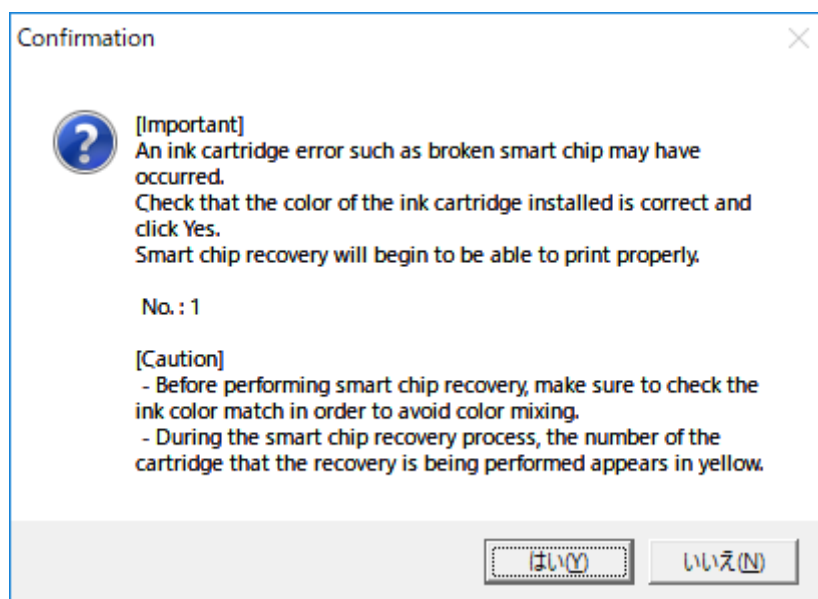 Confirmation
[Important]
An ink cartridge error such as broken smart chip may have
occurred.
Check that the color of the ink cartridge installed is correct and
click Yes.
Smart chip recovery will begin to be able to print properly.
No. : 1
[Caution]
- Before performing smart chip recovery, make sure to check the
ink color match in order to avoid color mixing.
- During the smart chip recovery process, the number of the
cartridge that the recovery is being performed appears in yellow.
はい(Y) いいえ(N)